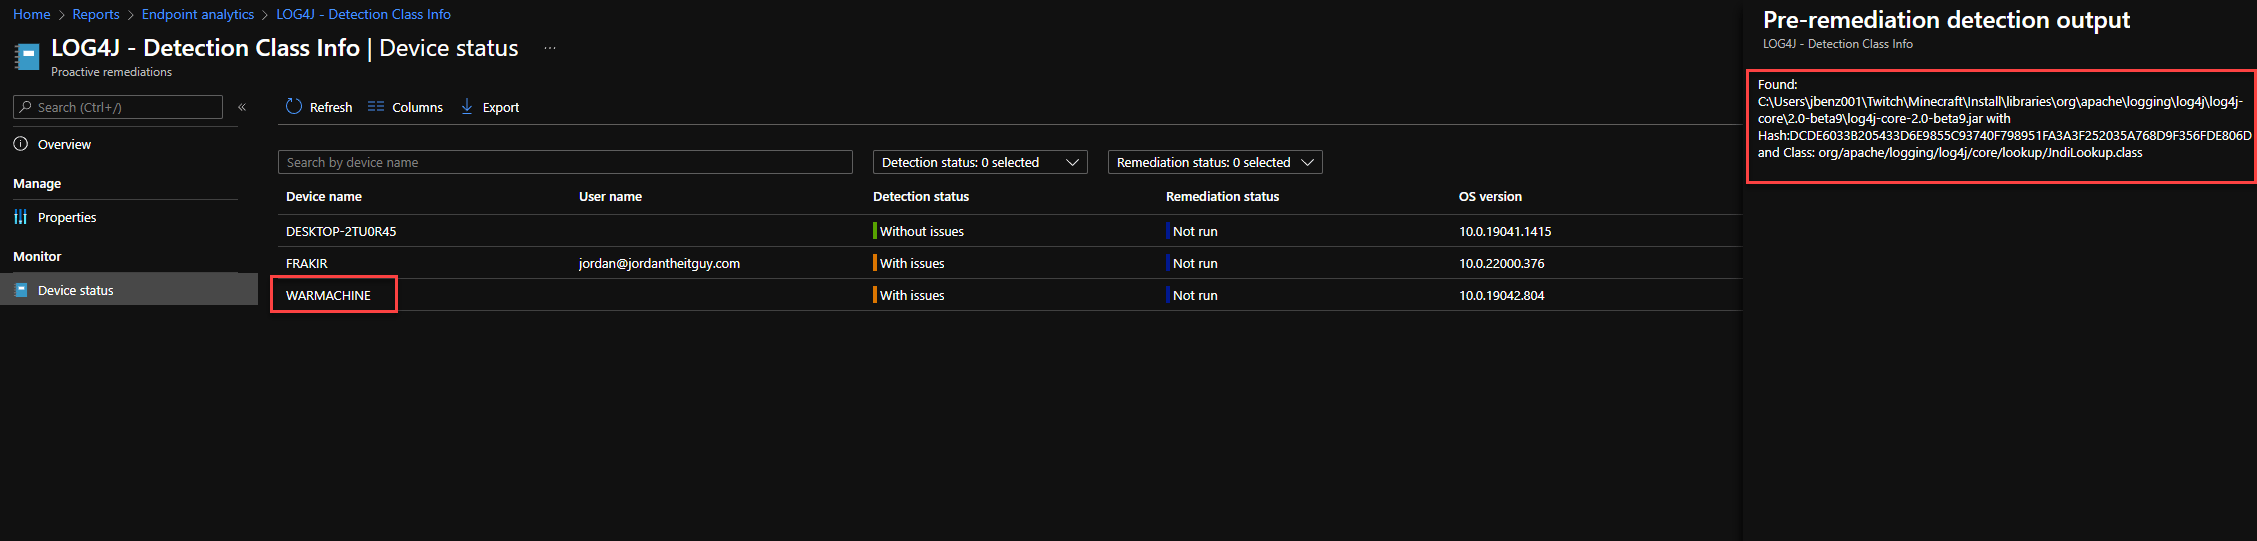 Home > Reports > Endpoint analytics > LOG4J - Detection Class Info
LOG4J - Detection Class Info | Device status ...
Proactive remediations
Search (Ctrl+/) «
Overview
Manage
Properties
Monitor
Device status
Refresh Columns Export
Search by device name Detection status: 0 selected Remediation status: 0 selected
Device name User name Detection status Remediation status OS version
DESKTOP-2TU0R45 Without issues Not run 10.0.19041.1415
FRAKIR jordan@jordantheitguy.com With issues Not run 10.0.22000.376
WARMACHINE With issues Not run 10.0.19042.804
Pre-remediation detection output
LOG4J - Detection Class Info
Found:
C:\Users\jbenz001\Twitch\Minecraft\Install\libraries\org\apache\logging\log4j\log4j-
core\2.0-beta9\log4j-core-2.0-beta9.jar with
Hash:DCDE6033B205433D6E9855C93740F798951FA3A3F252035A768D9F356FDE806D
and Class: org/apache/logging/log4j/core/lookup/JndiLookup.class